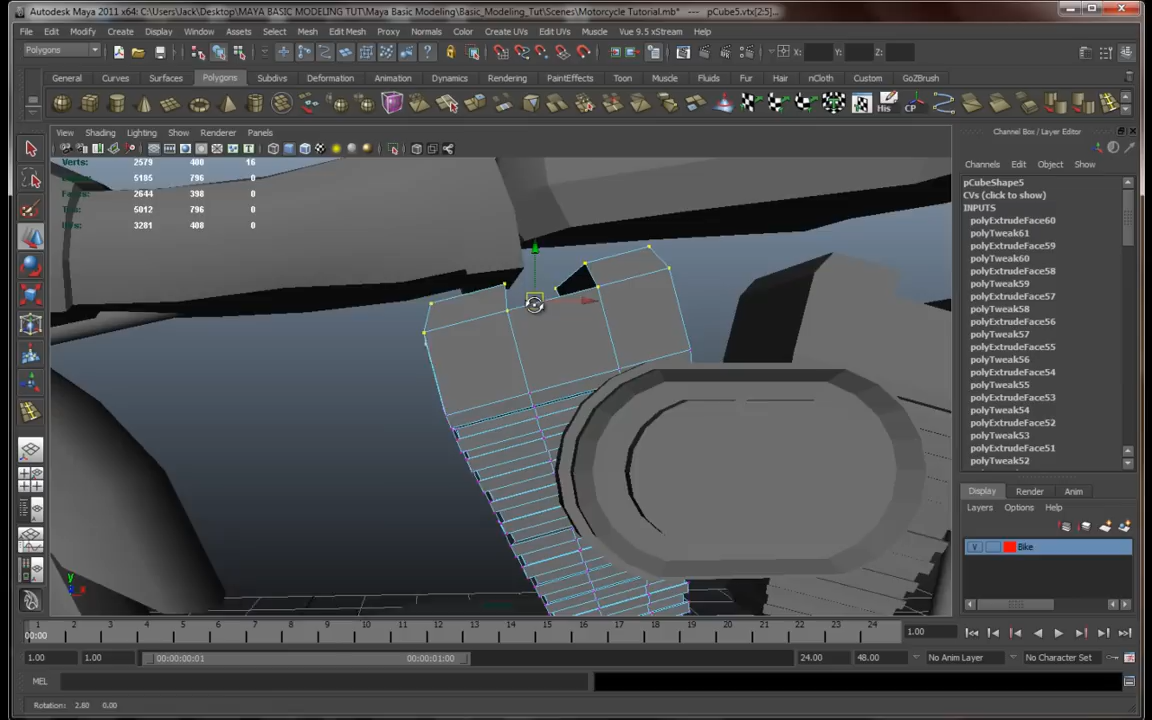 Autodesk Maya 2011 x64: C:\Users\Jack\Desktop\MAYA BASIC MODELING TUT\Maya Basic Modeling\Basic_Modeling_Tut\Scenes\Motorcycle Tutorial.mb* --- pCube5.vtx[2:5]...
File Edit Modify Create Display Window Assets Select Mesh Edit Mesh Proxy Normals Color Create UVs Edit UVs Muscle Vue 9.5 xStream Help
Polygons X: Y: Z:
General Curves Surfaces Polygons Subdivs Deformation Animation Dynamics Rendering PaintEffects Toon Muscle Fluids Fur Hair nCloth Custom GoZBrush
His CP
View Shading Lighting Show Renderer Panels
Channel Box / Layer Editor
Channels Edit Object Show
Verts: 2579 400 16
5185 796 0
2644 398 0
5012 796 0
3281 408 0
pCubeShape5
CVs (click to show)
INPUTS
polyExtrudeFace60
polyTweak61
polyExtrudeFace59
polyTweak60
polyExtrudeFace58
polyTweak59
polyExtrudeFace57
polyTweak58
polyExtrudeFace56
polyTweak57
polyExtrudeFace55
polyTweak56
polyExtrudeFace54
polyTweak55
polyExtrudeFace53
polyTweak54
polyExtrudeFace52
polyTweak53
polyExtrudeFace51
polyTweak52
polyExtrudeFace50
Display Render Anim
Layers Options Help
V Bike
y
1 2 3 4 5 6 7 8 9 10 11 12 13 14 15 16 17 18 19 20 21 22 23 24
00:00 1.00
1.00 1.00 00:00:00:01 00:00:01:00 24.00 48.00 No Anim Layer No Character Set
MEL
Rotation: 2.80 0.00